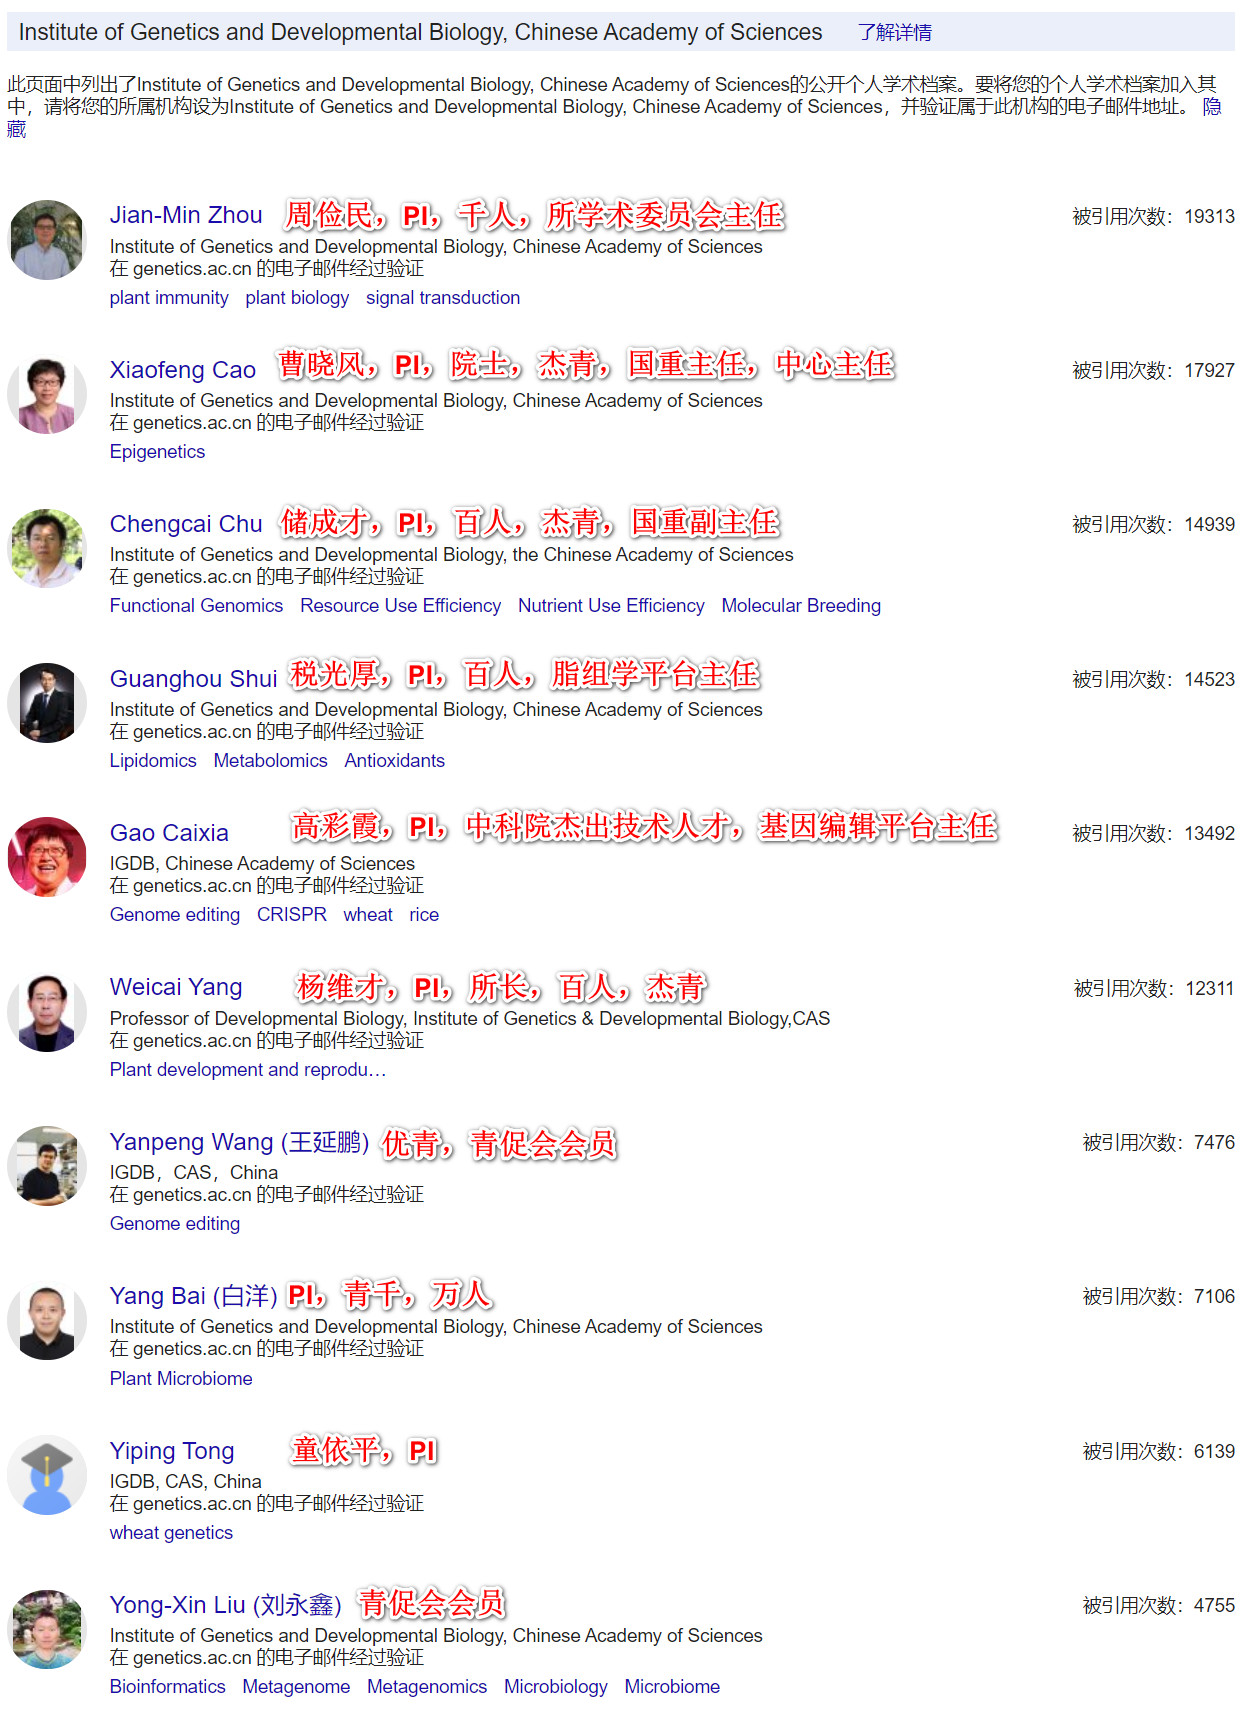 Institute of Genetics and Developmental Biology, Chinese Academy of Sciences 了解详情
此页面中列出了Institute of Genetics and Developmental Biology, Chinese Academy of Sciences的公开个人学术档案。要将您的个人学术档案加入其
中，请将您的所属机构设为Institute of Genetics and Developmental Biology, Chinese Academy of Sciences，并验证属于此机构的电子邮件地址。 隐
藏
Jian-Min Zhou 周俭民，PI，千人，所学术委员会主任 被引用次数：19313
Institute of Genetics and Developmental Biology, Chinese Academy of Sciences
在 genetics.ac.cn 的电子邮件经过验证
plant immunity plant biology signal transduction
Xiaofeng Cao 曹晓风，PI，院士，杰青，国重主任，中心主任 被引用次数：17927
Institute of Genetics and Developmental Biology, Chinese Academy of Sciences
在 genetics.ac.cn 的电子邮件经过验证
Epigenetics
Chengcai Chu 储成才，PI，百人，杰青，国重副主任 被引用次数：14939
Institute of Genetics and Developmental Biology, the Chinese Academy of Sciences
在 genetics.ac.cn 的电子邮件经过验证
Functional Genomics Resource Use Efficiency Nutrient Use Efficiency Molecular Breeding
Guanghou Shui 税光厚，PI，百人，脂组学平台主任 被引用次数：14523
Institute of Genetics and Developmental Biology, Chinese Academy of Sciences
在 genetics.ac.cn 的电子邮件经过验证
Lipidomics Metabolomics Antioxidants
Gao Caixia 高彩霞，PI，中科院杰出技术人才，基因编辑平台主任 被引用次数：13492
IGDB, Chinese Academy of Sciences
在 genetics.ac.cn 的电子邮件经过验证
Genome editing CRISPR wheat rice
Weicai Yang 杨维才，PI，所长，百人，杰青 被引用次数：12311
Professor of Developmental Biology, Institute of Genetics & Developmental Biology,CAS
在 genetics.ac.cn 的电子邮件经过验证
Plant development and reprodu…
Yanpeng Wang (王延鹏) 优青，青促会会员 被引用次数：7476
IGDB，CAS，China
在 genetics.ac.cn 的电子邮件经过验证
Genome editing
Yang Bai (白洋) PI，青千，万人 被引用次数：7106
Institute of Genetics and Developmental Biology, Chinese Academy of Sciences
在 genetics.ac.cn 的电子邮件经过验证
Plant Microbiome
Yiping Tong 童依平，PI 被引用次数：6139
IGDB, CAS, China
在 genetics.ac.cn 的电子邮件经过验证
wheat genetics
Yong-Xin Liu (刘永鑫) 青促会会员 被引用次数：4755
Institute of Genetics and Developmental Biology, Chinese Academy of Sciences
在 genetics.ac.cn 的电子邮件经过验证
Bioinformatics Metagenome Metagenomics Microbiology Microbiome